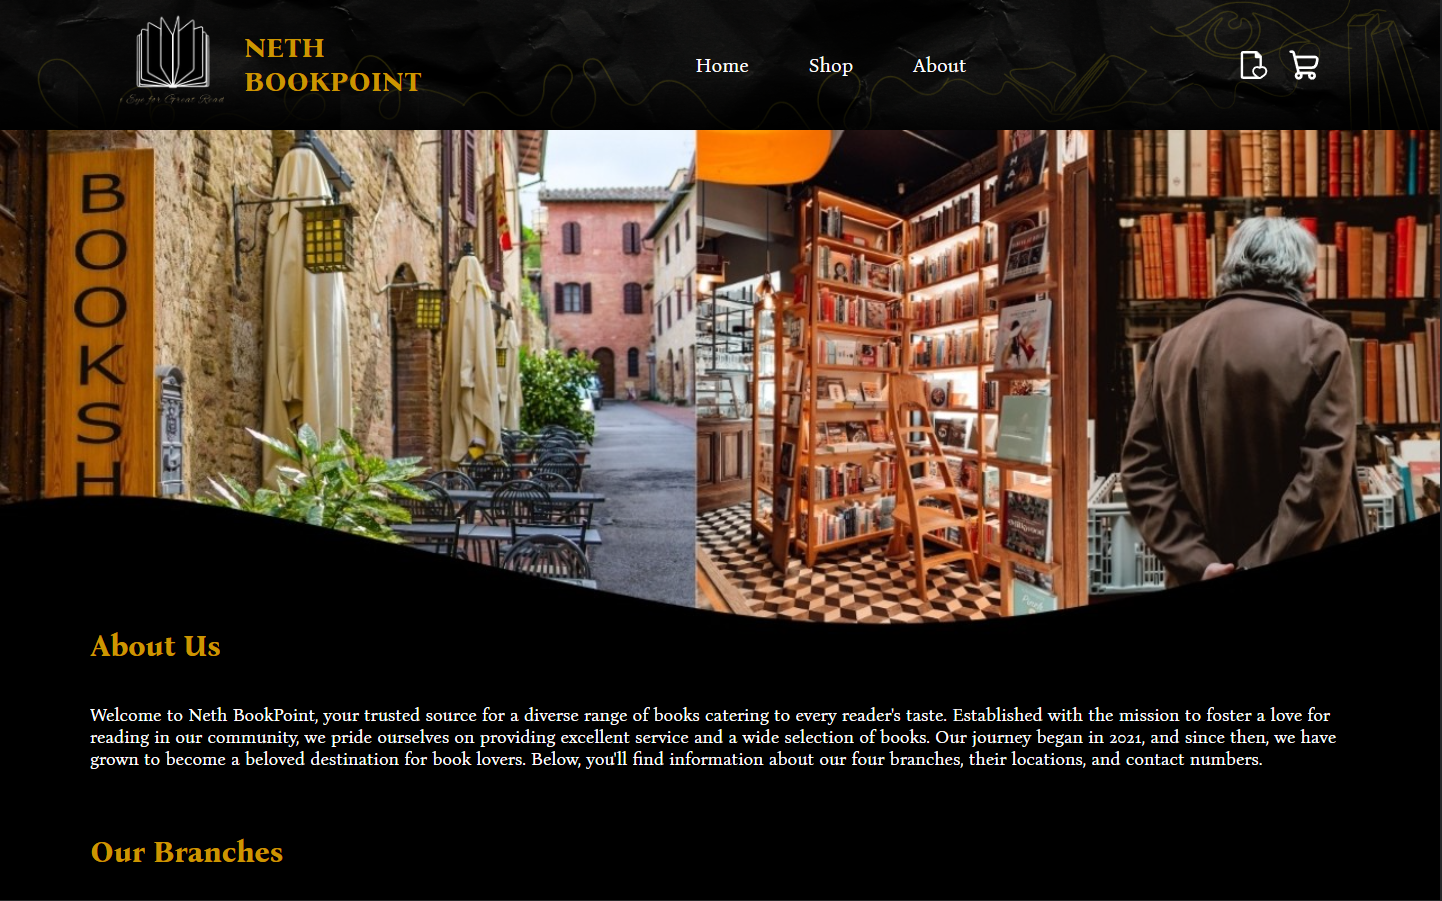 NETH
BOOKPOINT
Eye for Great Read
Home
Shop
About
BOOKSH
About Us
Welcome to Neth BookPoint, your trusted source for a diverse range of books catering to every reader's taste. Established with the mission to foster a love for
reading in our community, we pride ourselves on providing excellent service and a wide selection of books. Our journey began in 2021, and since then, we have
grown to become a beloved destination for book lovers. Below, you'll find information about our four branches, their locations, and contact numbers.
Our Branches